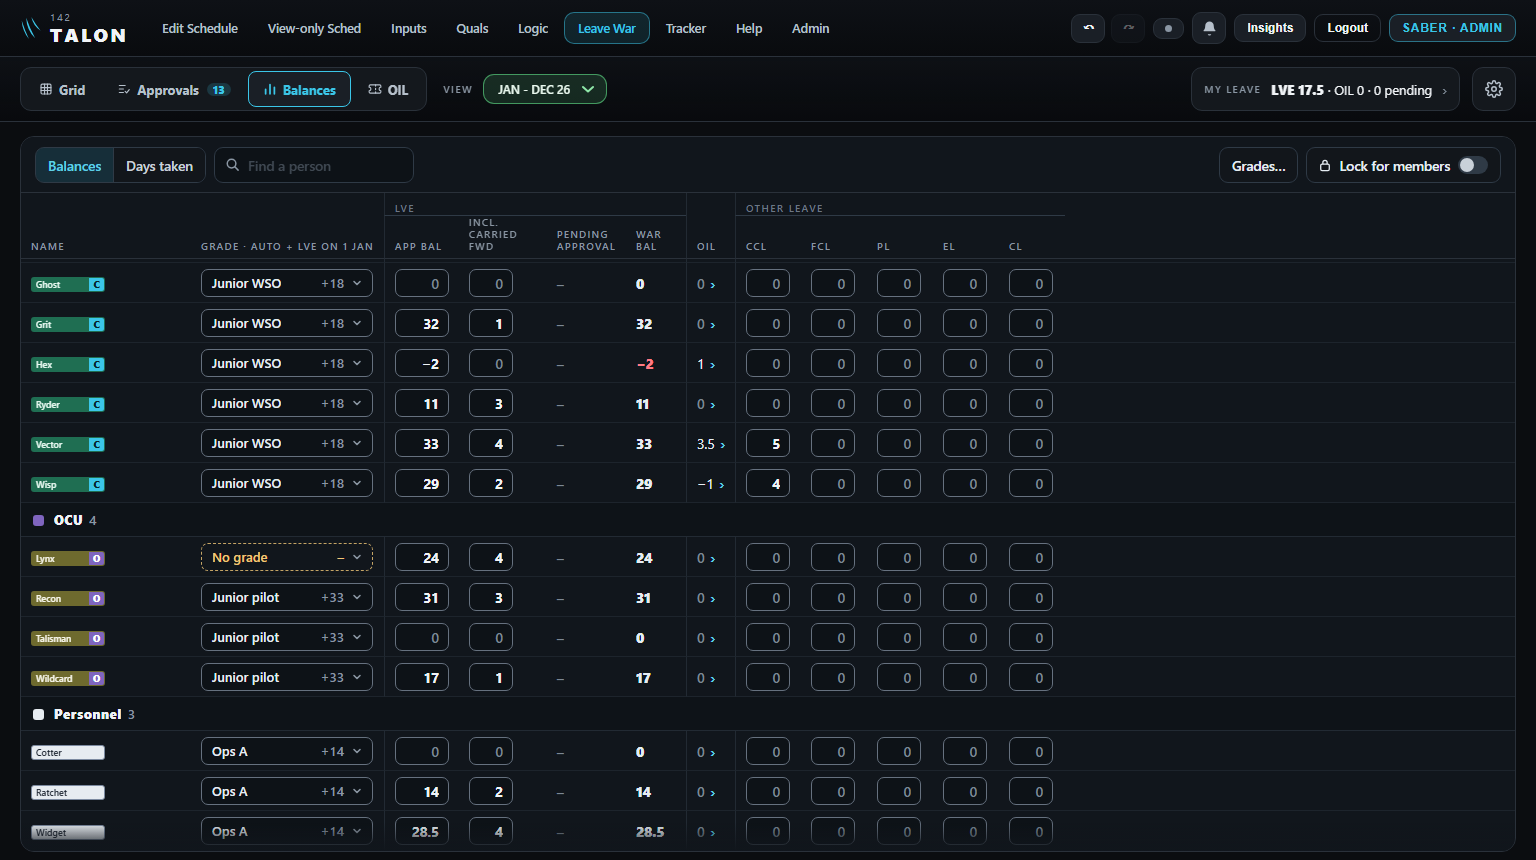 142
TALON
Edit Schedule View-only Sched Inputs Quals Logic Leave War Tracker Help Admin
Insights Logout SABER · ADMIN
Grid Approvals 13 Balances OIL VIEW JAN - DEC 26
MY LEAVE LVE 17.5 · OIL 0 · 0 pending ›
Balances Days taken Find a person Grades... Lock for members
LVE OTHER LEAVE
NAME GRADE · AUTO + LVE ON 1 JAN APP BAL INCL. CARRIED FWD PENDING APPROVAL WAR BAL OIL CCL FCL PL EL CL
Ghost C Junior WSO +18 0 0 – 0 0 › 0 0 0 0 0
Grit C Junior WSO +18 32 1 – 32 0 › 0 0 0 0 0
Hex C Junior WSO +18 −2 0 – −2 1 › 0 0 0 0 0
Ryder C Junior WSO +18 11 3 – 11 0 › 0 0 0 0 0
Vector C Junior WSO +18 33 4 – 33 3.5 › 5 0 0 0 0
Wisp C Junior WSO +18 29 2 – 29 −1 › 4 0 0 0 0
OCU 4
Lynx O No grade – 24 4 – 24 0 › 0 0 0 0 0
Recon O Junior pilot +33 31 3 – 31 0 › 0 0 0 0 0
Talisman O Junior pilot +33 0 0 – 0 0 › 0 0 0 0 0
Wildcard O Junior pilot +33 17 1 – 17 0 › 0 0 0 0 0
Personnel 3
Cotter Ops A +14 0 0 – 0 0 › 0 0 0 0 0
Ratchet Ops A +14 14 2 – 14 0 › 0 0 0 0 0
Widget Ops A +14 28.5 4 – 28.5 0 › 0 0 0 0 0